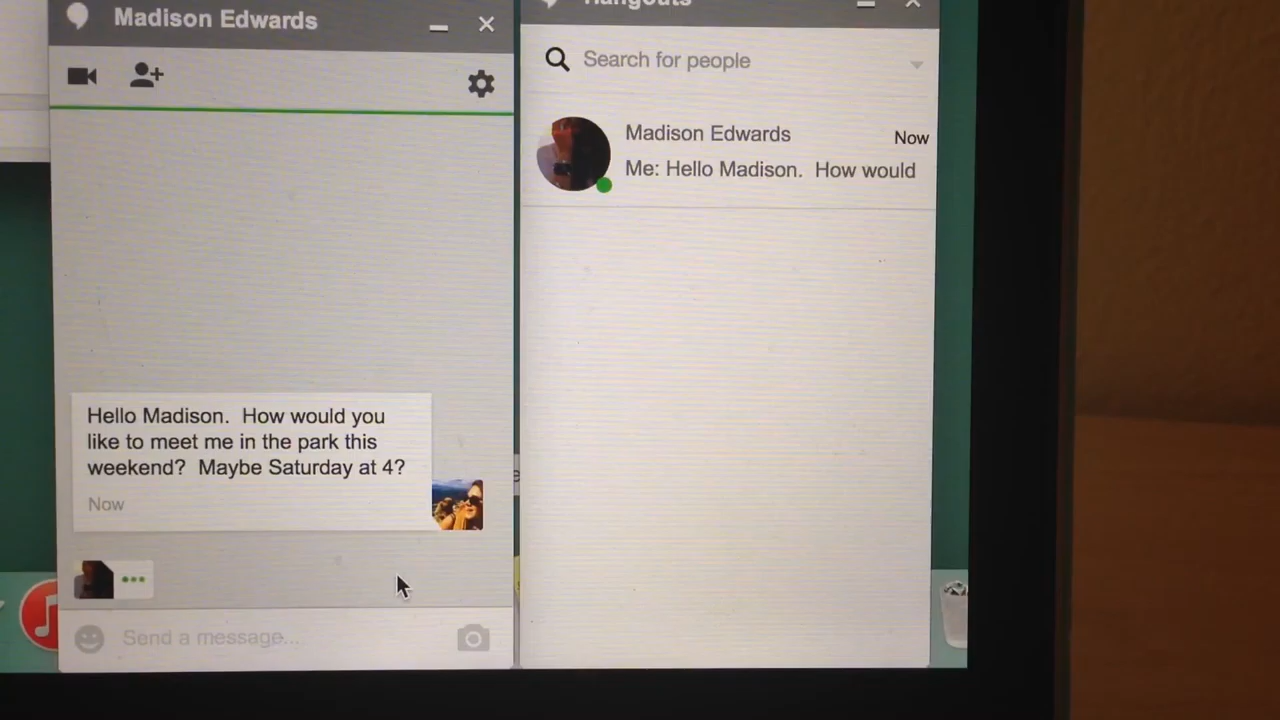 Madison Edwards
Hello Madison.  How would you
like to meet me in the park this
weekend?  Maybe Saturday at 4?
Now
Send a message...
Hangouts
Search for people
Madison Edwards
Now
Me: Hello Madison.  How would